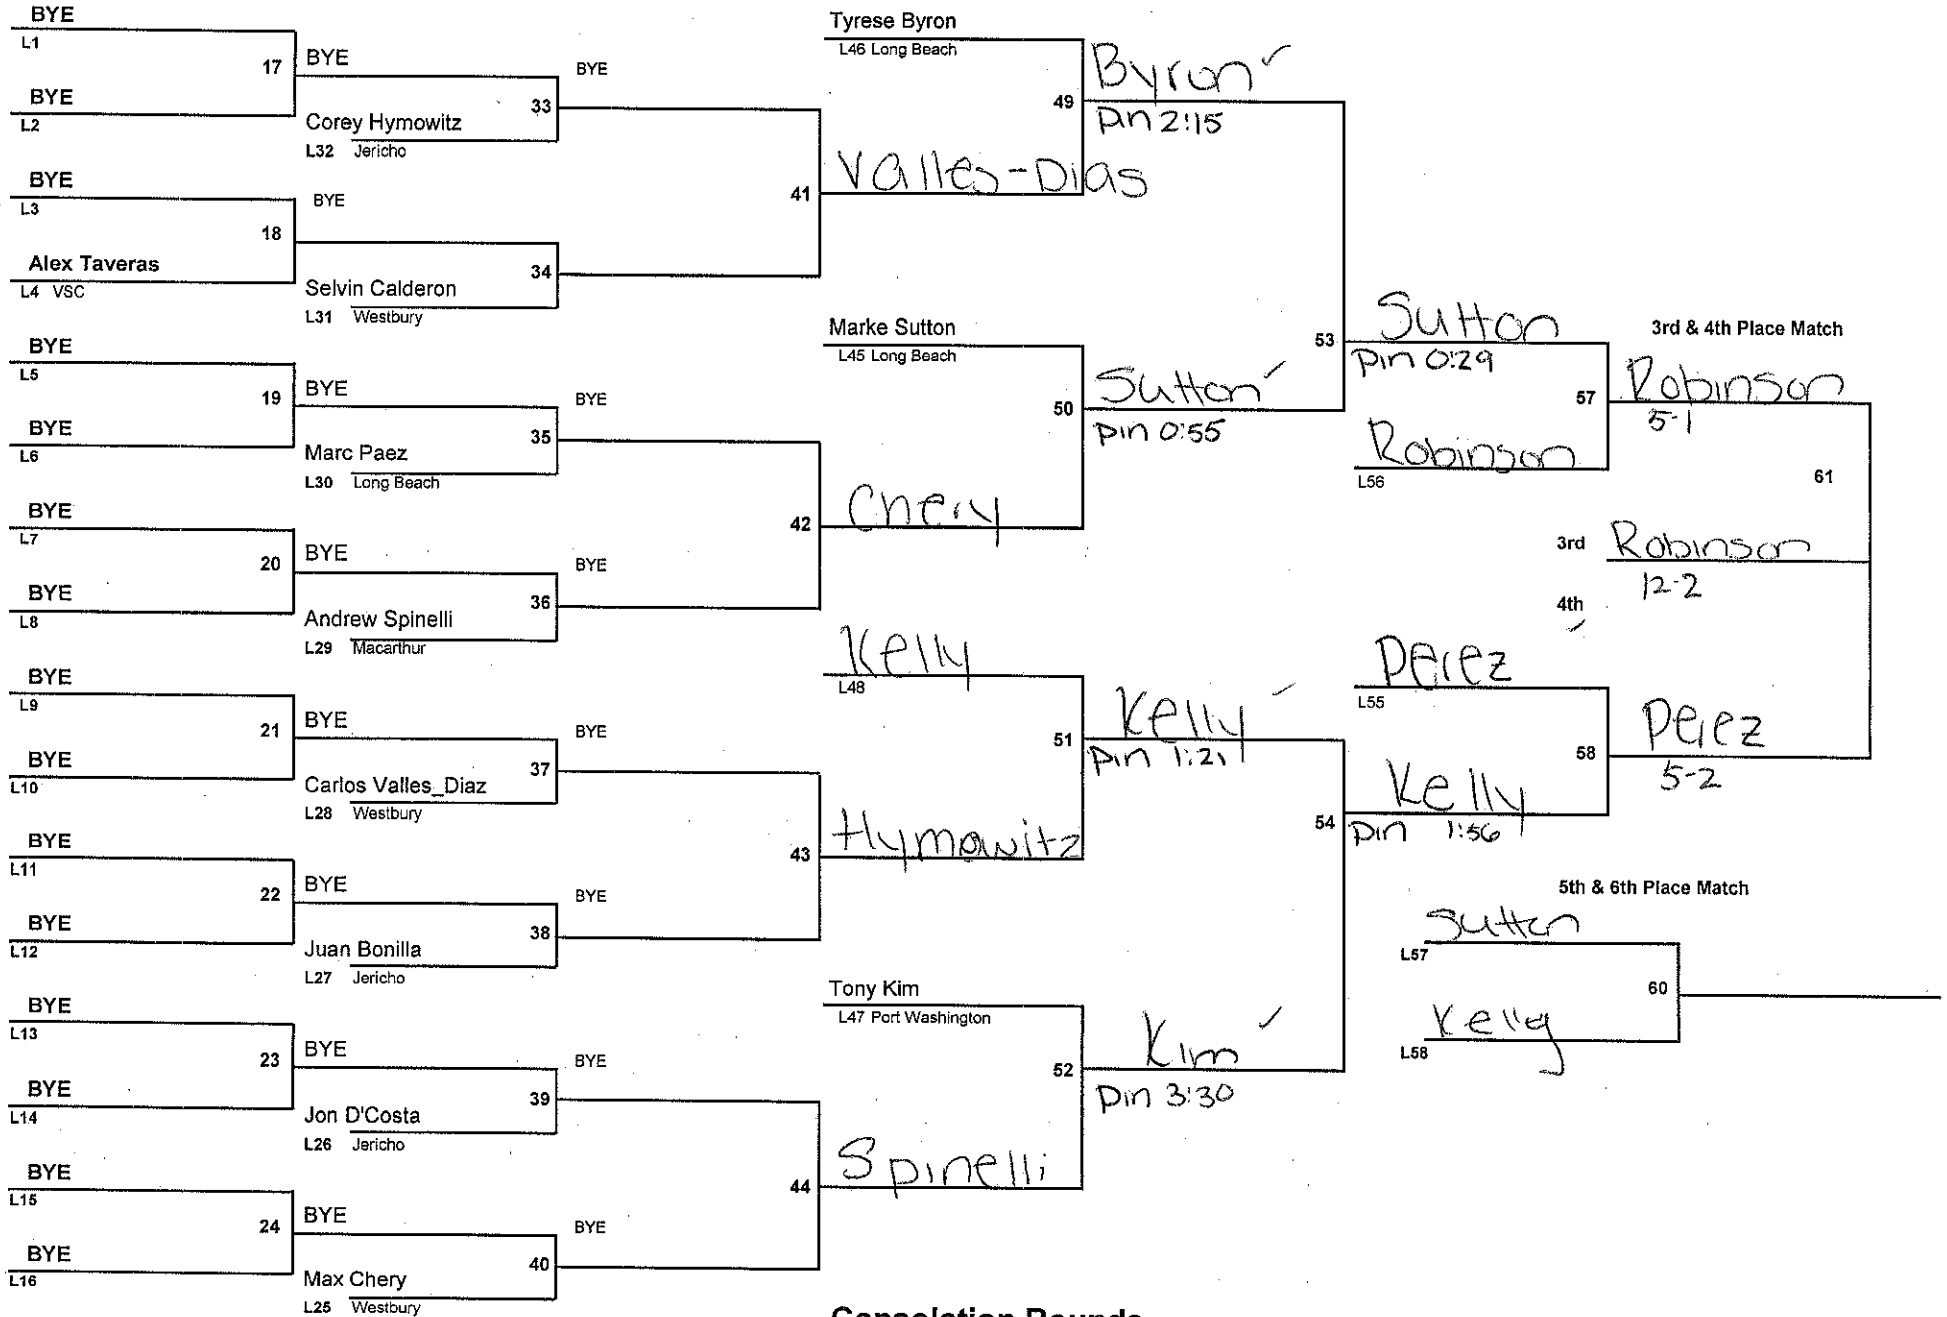 BYE
L1
17
BYE
L2
BYE
L3
18
Alex Taveras
L4 VSC
BYE
L5
19
BYE
L6
BYE
L7
20
BYE
L8
BYE
L9
21
BYE
L10
BYE
L11
22
BYE
L12
BYE
L13
23
BYE
L14
BYE
L15
24
BYE
L16
BYE
33
Corey Hymowitz
L32 Jericho
BYE
34
Selvin Calderon
L31 Westbury
BYE
35
Marc Paez
L30 Long Beach
BYE
36
Andrew Spinelli
L29 Macarthur
BYE
37
Carlos Valles_Diaz
L28 Westbury
BYE
38
Juan Bonilla
L27 Jericho
BYE
39
Jon D'Costa
L26 Jericho
BYE
40
Max Chery
L25 Westbury
BYE
41
BYE
42
BYE
BYE
43
BYE
BYE
44
BYE
Tyrese Byron
L46 Long Beach
49
Valles-Dias
Marke Sutton
L45 Long Beach
50
Chery
Kelly
L48
51
Hymowitz
Tony Kim
L47 Port Washington
52
Spinelli
Byron
Pin 2:15
53
Sutton
Pin 0:55
Kelly
Pin 1:21
54
Kim
Pin 3:30
Sutton
Pin 0:29
57
Robinson
L56
Perez
L55
58
Kelly
Pin 1:56
3rd & 4th Place Match
Robinson
5-1
61
3rd Robinson
12-2
4th
Perez
5-2
5th & 6th Place Match
Sutton
L57
60
Kelly
L58
Consolation Rounds